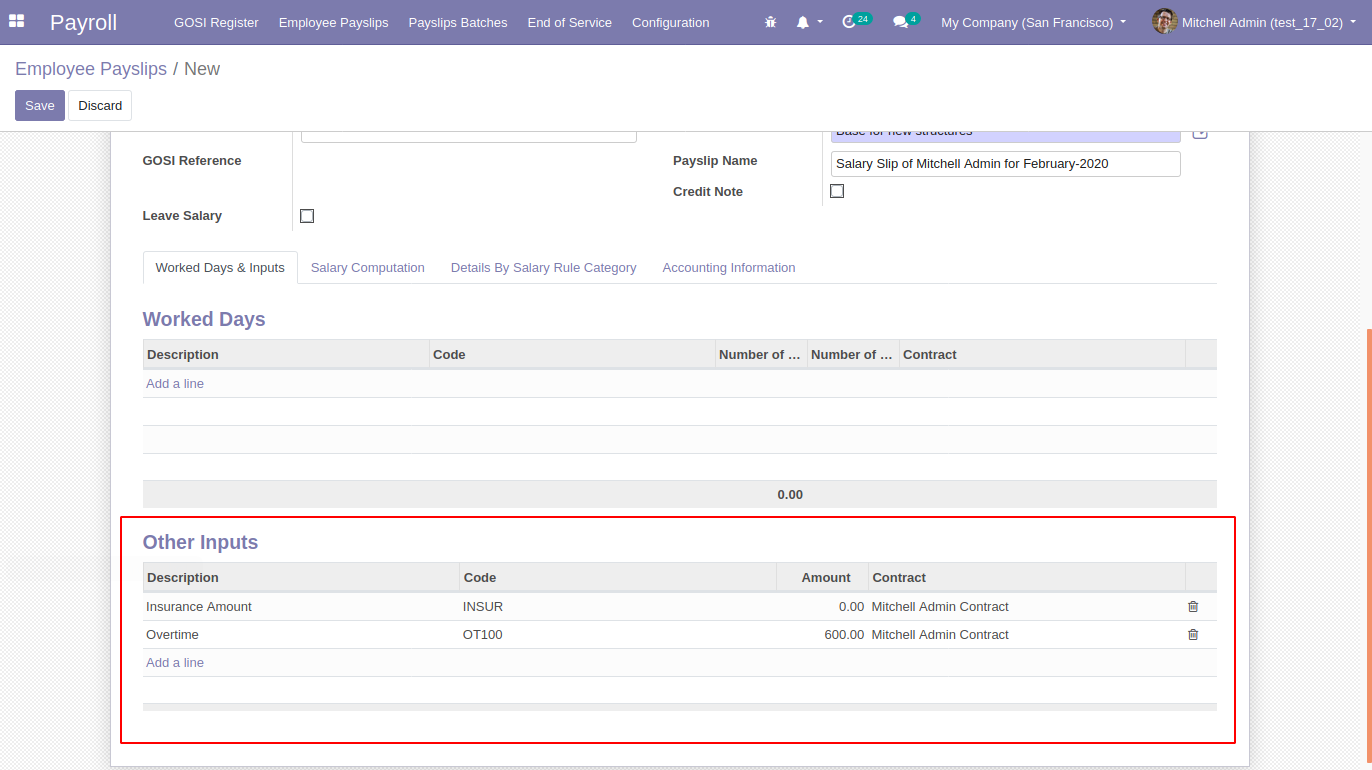 Payroll GOSI Register Employee Payslips Payslips Batches End of Service Configuration 24 4 My Company (San Francisco) Mitchell Admin (test_17_02)
Employee Payslips / New
Save Discard
Base for new structures
GOSI Reference Payslip Name Salary Slip of Mitchell Admin for February-2020
Credit Note
Leave Salary
Worked Days & Inputs Salary Computation Details By Salary Rule Category Accounting Information
Worked Days
Description Code Number of ... Number of ... Contract
Add a line
0.00
Other Inputs
Description Code Amount Contract
Insurance Amount INSUR 0.00 Mitchell Admin Contract
Overtime OT100 600.00 Mitchell Admin Contract
Add a line